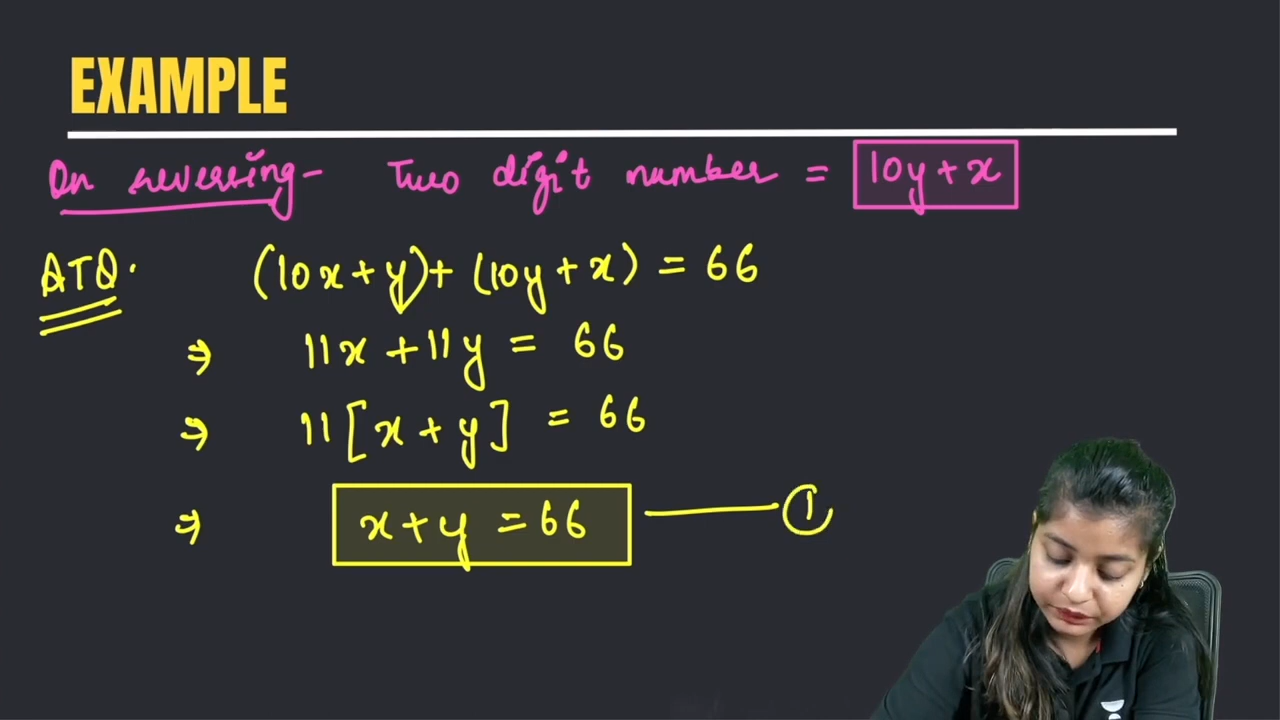 EXAMPLE
On reversing- Two digit number = 10y+x
ATQ. (10x+y)+(10y+x) = 66
⇒ 11x+11y = 66
⇒ 11[x+y] = 66
⇒ x+y = 66 —— ①